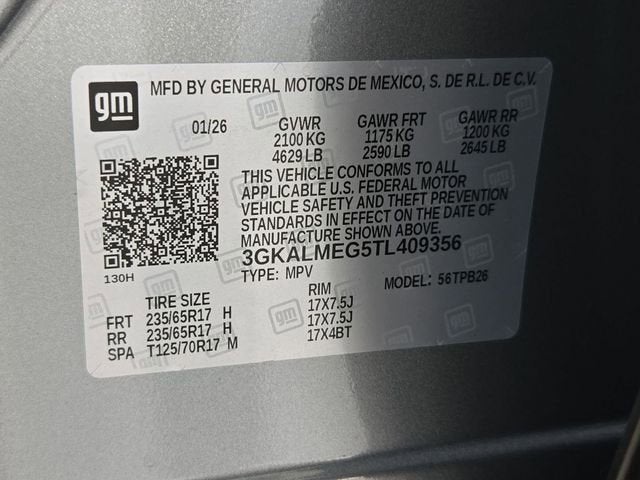 gm
MFD BY GENERAL MOTORS DE MEXICO, S. DE R.L. DE C.V.
01/26 GVWR GAWR FRT GAWR RR
2100 KG 1175 KG 1200 KG
4629 LB 2590 LB 2645 LB
THIS VEHICLE CONFORMS TO ALL
APPLICABLE U.S. FEDERAL MOTOR
VEHICLE SAFETY AND THEFT PREVENTION
STANDARDS IN EFFECT ON THE DATE OF
MANUFACTURE SHOWN ABOVE.
3GKALMEG5TL409356
130H
TYPE: MPV MODEL: 56TPB26
TIRE SIZE RIM
FRT 235/65R17 H 17X7.5J
RR 235/65R17 H 17X7.5J
SPA T125/70R17 M 17X4BT